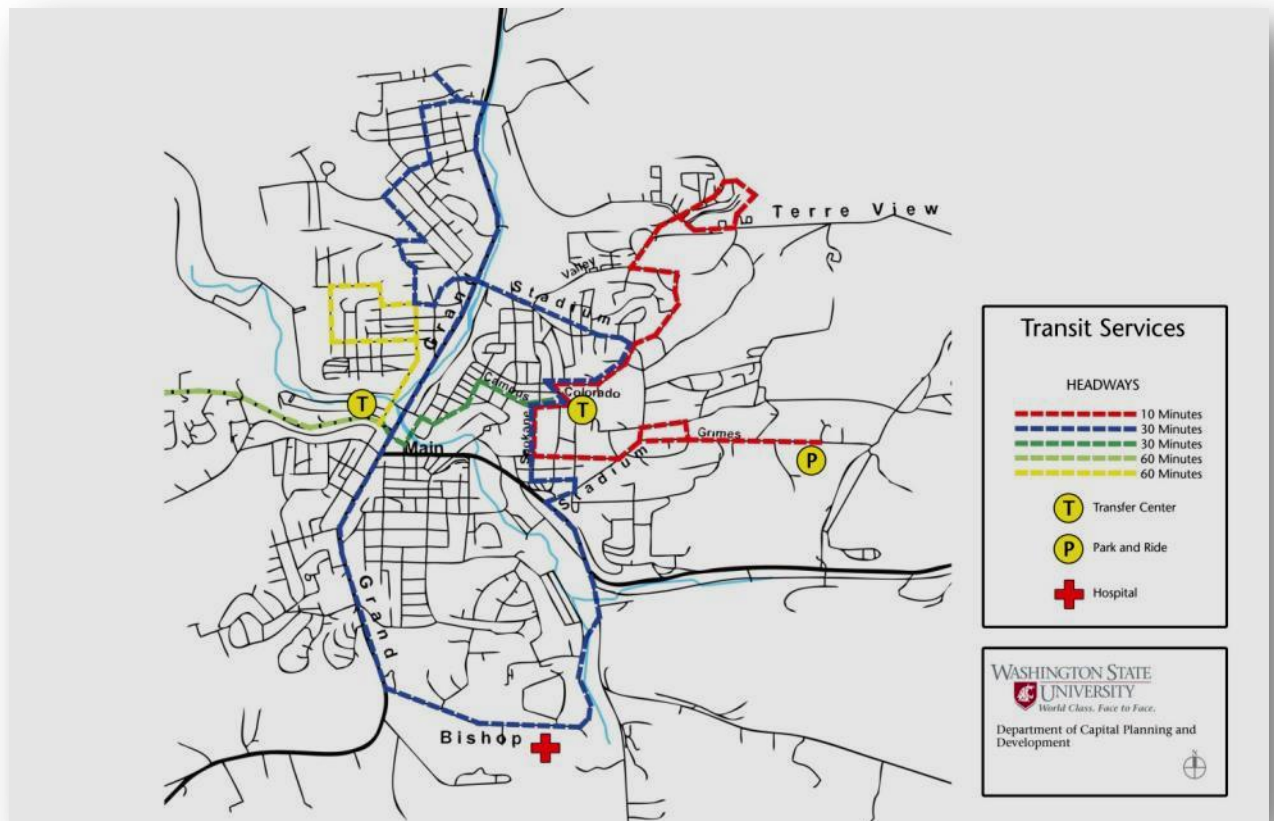 Terre View
Valley
Stadium
Grand
Campus
Colorado
T
T
Spokane
Grimes
Main
Stadium
P
Grand
Bishop
Transit Services
HEADWAYS
10 Minutes
30 Minutes
30 Minutes
60 Minutes
60 Minutes
T Transfer Center
P Park and Ride
Hospital
WASHINGTON STATE
UNIVERSITY
World Class. Face to Face.
Department of Capital Planning and
Development
N